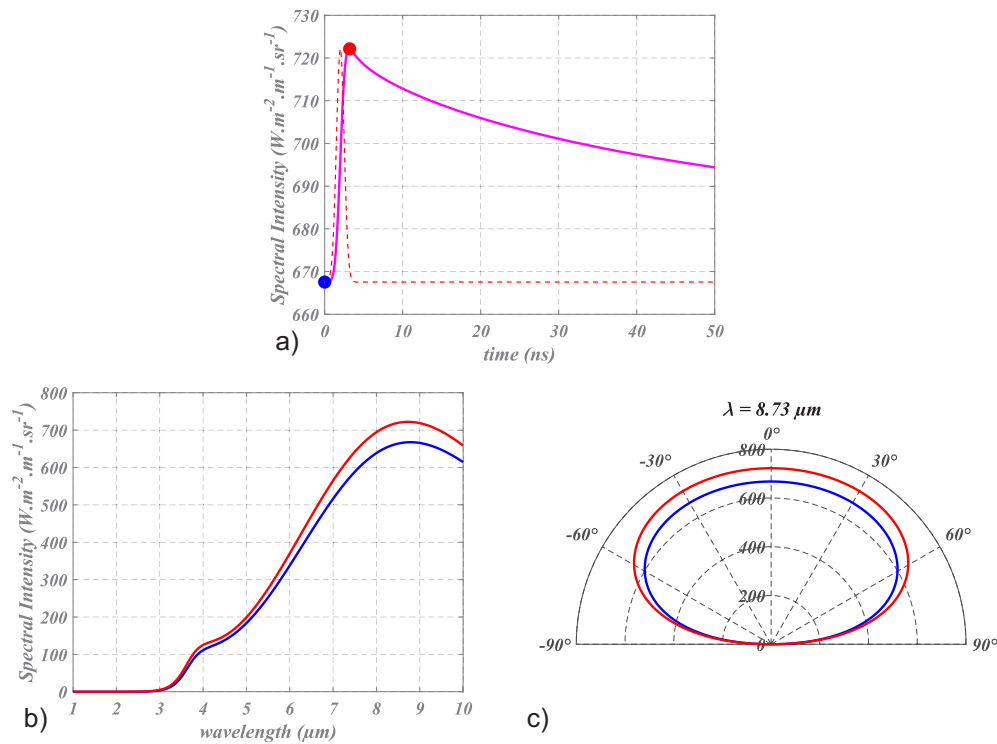 730
720
710
700
690
680
670
660
Spectral Intensity (W.m⁻².m⁻¹.sr⁻¹)
0 10 20 30 40 50
time (ns)
a)
800
700
600
500
400
300
200
100
0
Spectral Intensity (W.m⁻².m⁻¹.sr⁻¹)
1 2 3 4 5 6 7 8 9 10
wavelength (μm)
b)
λ = 8.73 μm
0°
800
-30° 30°
600
-60° 60°
400
200
-90° 0 90°
c)